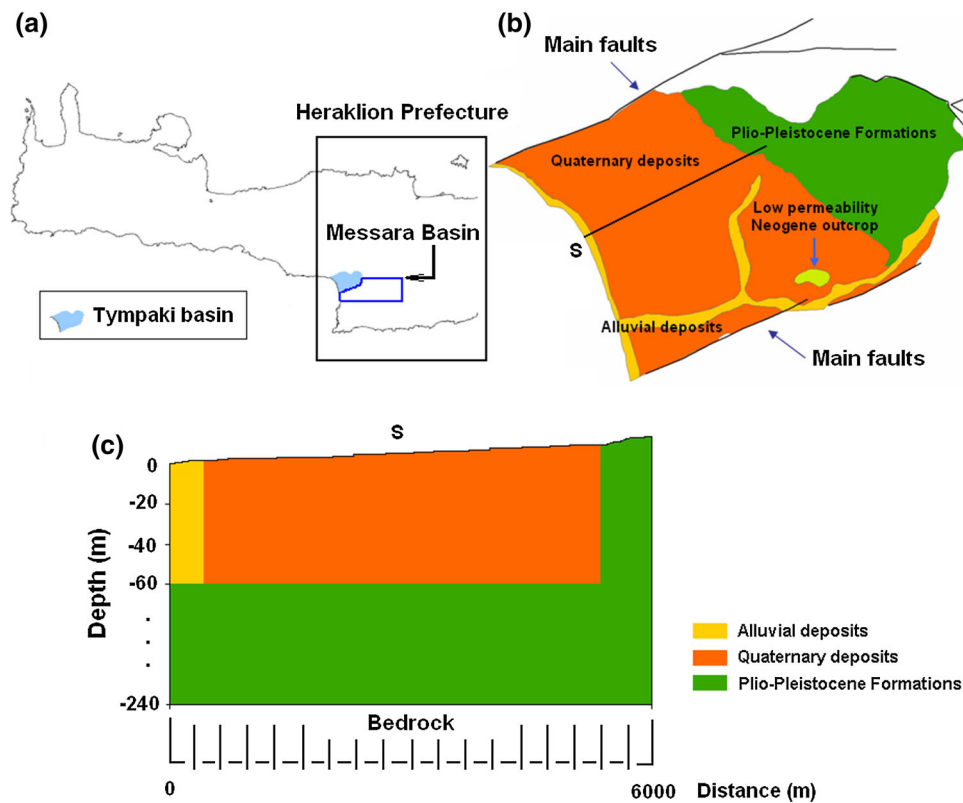 (a)
Heraklion Prefecture
Messara Basin
Tympaki basin
(b)
Main faults
Plio-Pleistocene Formations
Quaternary deposits
Low permeability
Neogene outcrop
S
Alluvial deposits
Main faults
(c)
S
Depth (m)
0
-20
-40
-60
-240
Bedrock
0
6000
Distance (m)
Alluvial deposits
Quaternary deposits
Plio-Pleistocene Formations